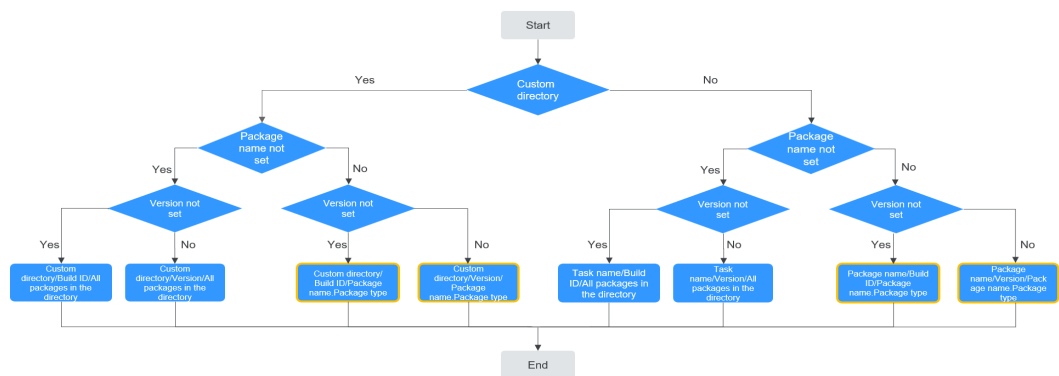 Start
Custom
directory
Yes
No
Package
name not
set
Package
name not
set
Yes
No
Yes
No
Version not
set
Version not
set
Version not
set
Version not
set
Yes
No
Yes
No
Yes
No
Yes
No
Custom
directory/Build ID/All
packages in the
directory
Custom
directory/Version/All
packages in the
directory
Custom directory/
Build ID/Package
name.Package type
Custom
directory/Version/
Package
name.Package type
Task name/Build
ID/All packages in
the directory
Task
name/Version/All
packages in the
directory
Package name/Build
ID/Package
name.Package type
Package
name/Version/Pack
age name.Package
type
End